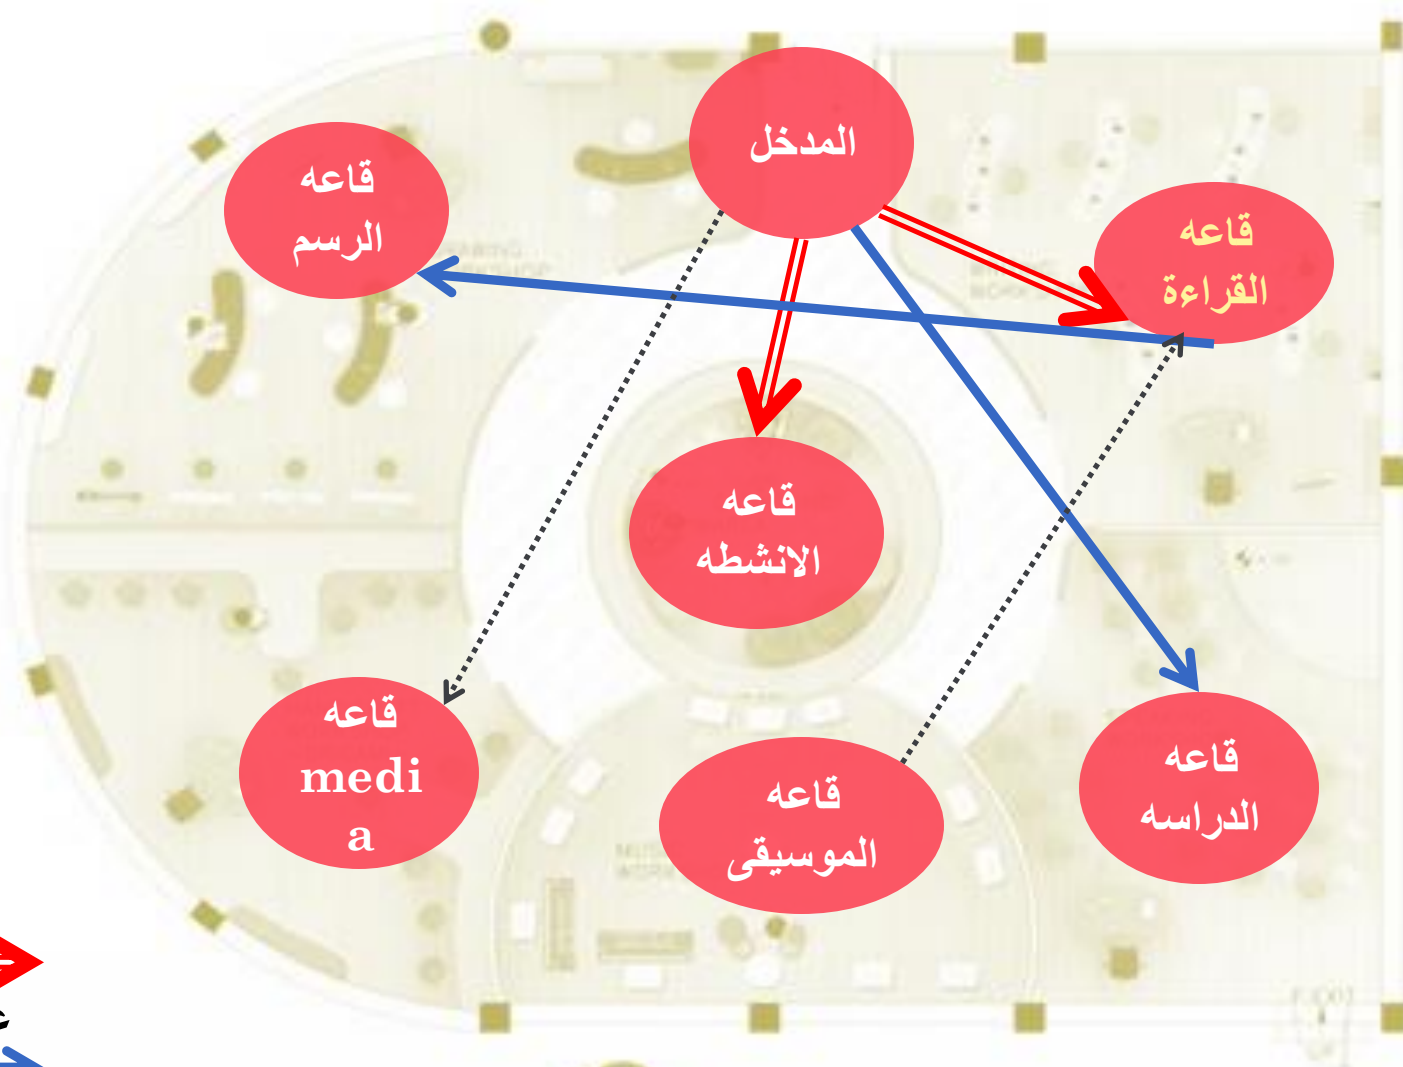 المدخل
قاعه
الرسم
قاعه
القراءة
قاعه
الانشطه
قاعه
medi
a
قاعه
الموسيقى
قاعه
الدراسه